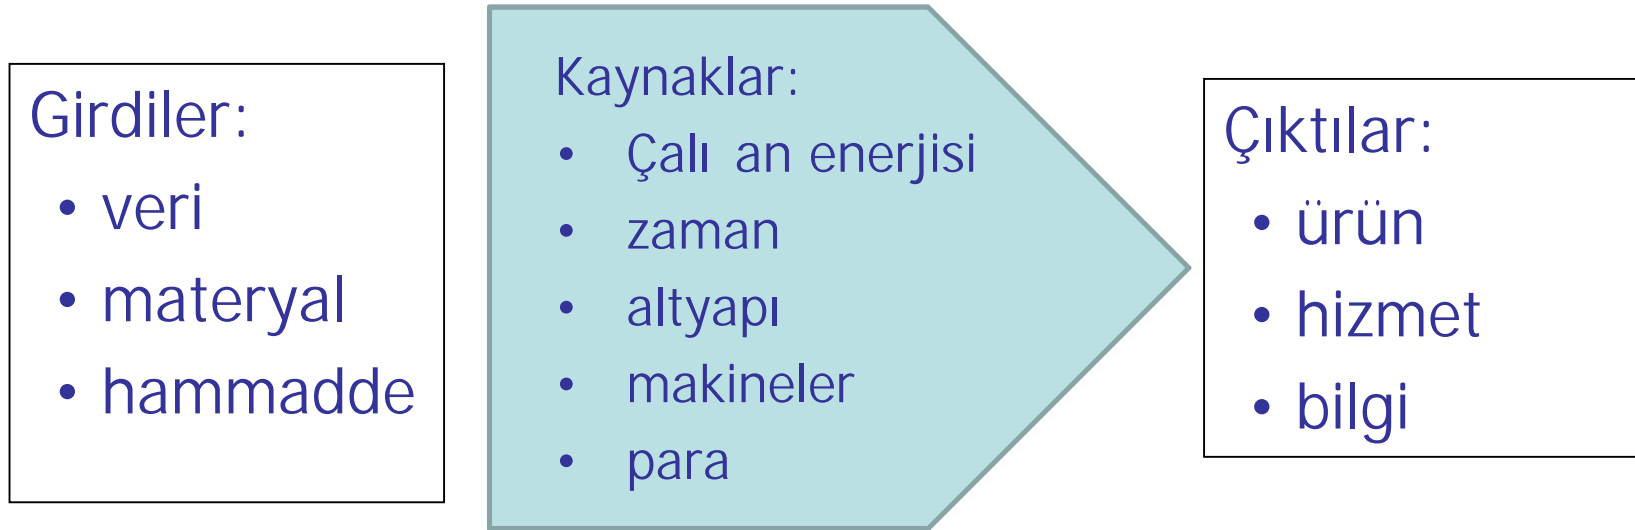 Girdiler:
• veri
• materyal
• hammadde
Kaynaklar:
• Çalı an enerjisi
• zaman
• altyapı
• makineler
• para
Çıktılar:
• ürün
• hizmet
• bilgi